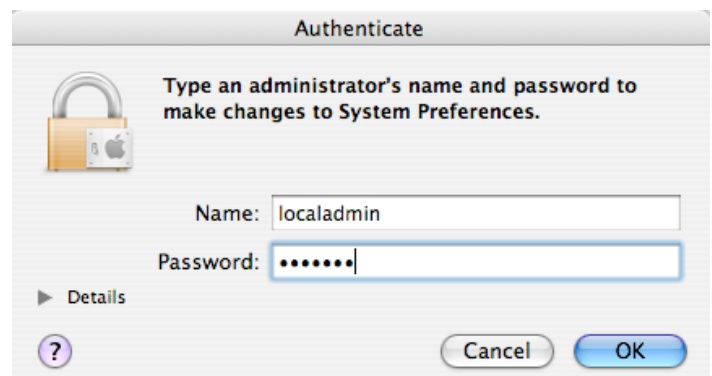 Authenticate
Type an administrator's name and password to
make changes to System Preferences.
Name: localadmin
Password: •••••••
Details
?
Cancel OK